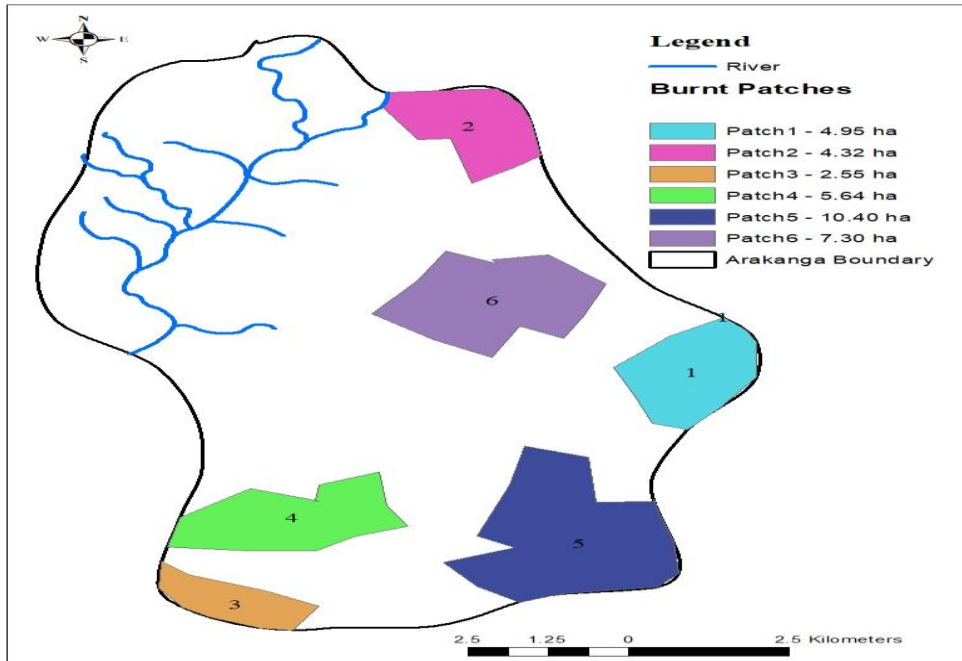 N
W E
S
Legend
River
Burnt Patches
Patch1 - 4.95 ha
Patch2 - 4.32 ha
Patch3 - 2.55 ha
Patch4 - 5.64 ha
Patch5 - 10.40 ha
Patch6 - 7.30 ha
Arakanga Boundary
2
6
1
1
4
5
3
2.5 1.25 0 2.5 Kilometers